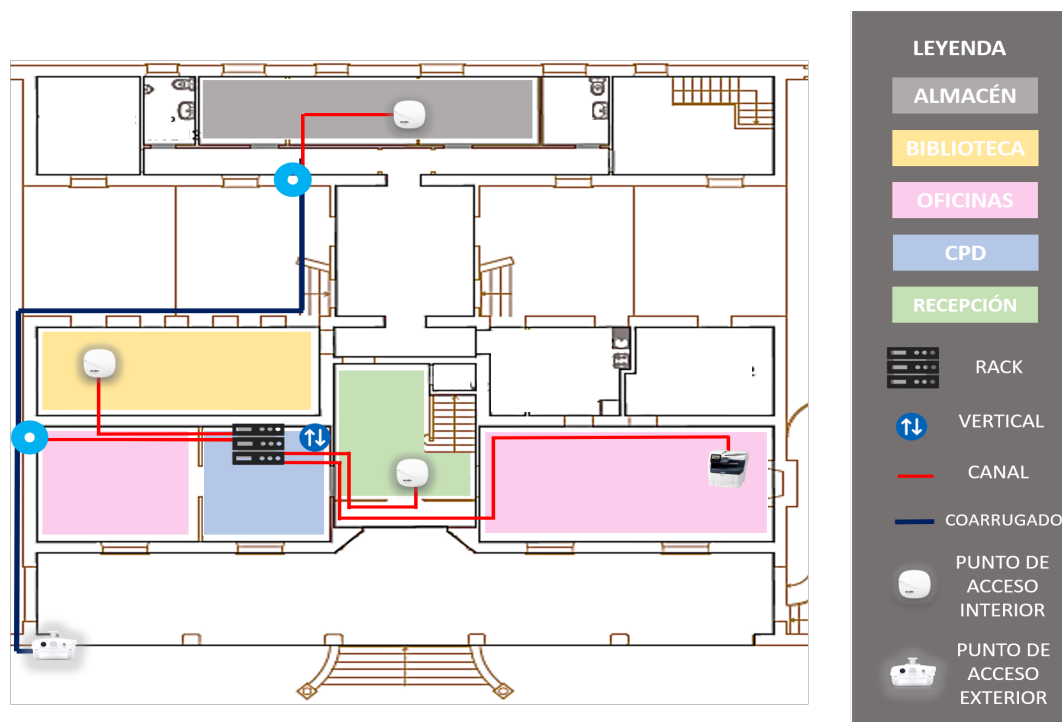 LEYENDA
ALMACÉN
BIBLIOTECA
OFICINAS
CPD
RECEPCIÓN
RACK
VERTICAL
CANAL
COARRUGADO
PUNTO DE
ACCESO
INTERIOR
PUNTO DE
ACCESO
EXTERIOR